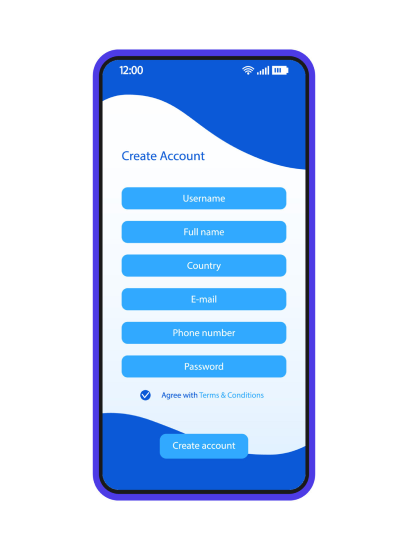 12:00
Create Account
Username
Full name
Country
E-mail
Phone number
Password
Agree with Terms & Conditions
Create account